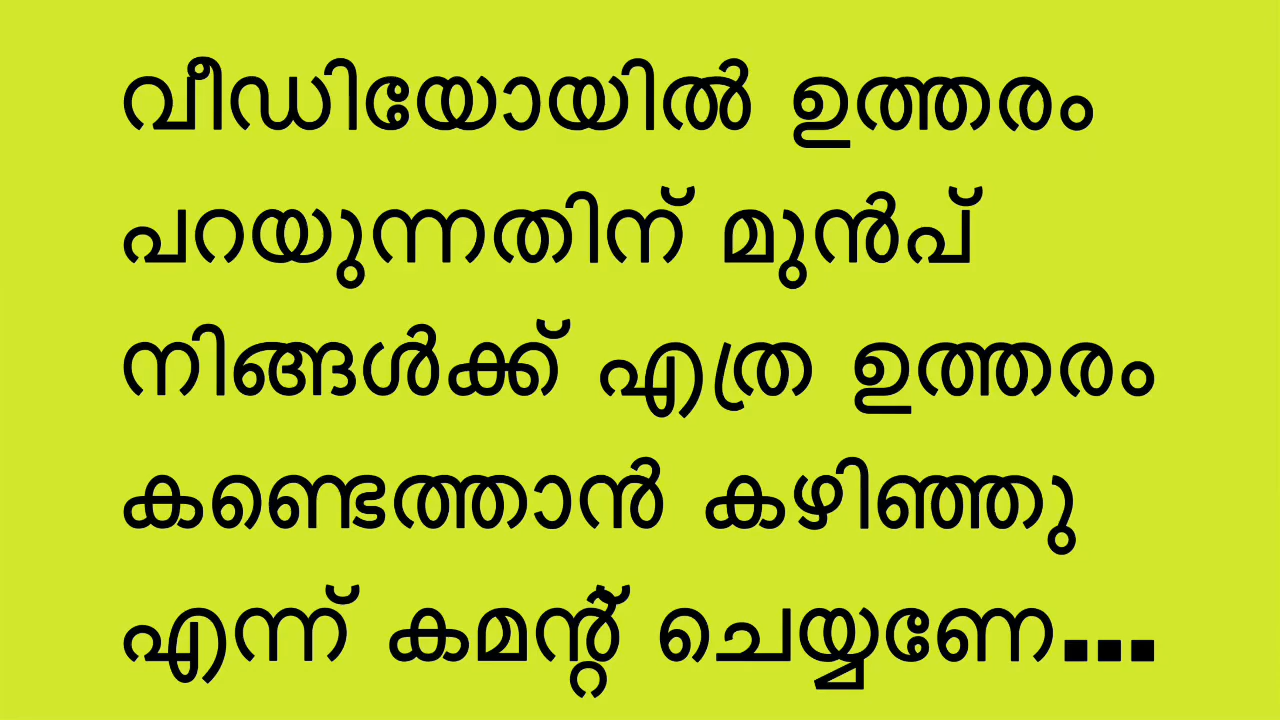 വീഡിയോയിൽ ഉത്തരം
പറയുന്നതിന് മുൻപ്
നിങ്ങൾക്ക് എത്ര ഉത്തരം
കണ്ടെത്താൻ കഴിഞ്ഞു
എന്ന് കമന്റ് ചെയ്യണേ...